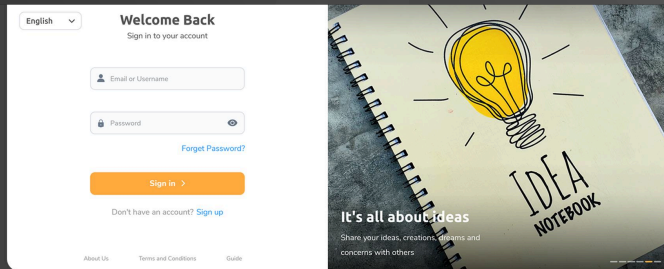 English
Welcome Back
Sign in to your account
Email or Username
Password
Forget Password?
Sign in
Don't have an account? Sign up
About Us
Terms and Conditions
Guide
IDEA
NOTEBOOK
It's all about ideas
Share your ideas, creations, dreams and
concerns with others